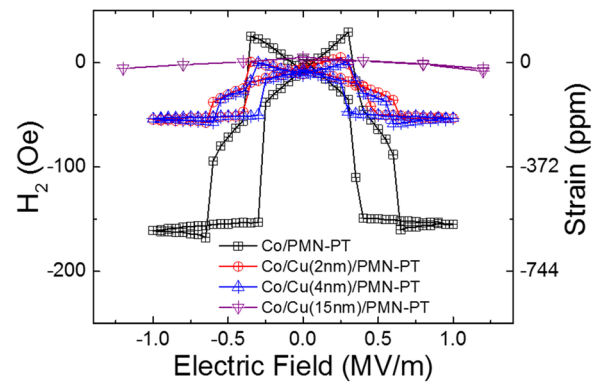 0
-100
-200
H2 (Oe)
0
-372
-744
Strain (ppm)
Co/PMN-PT
Co/Cu(2nm)/PMN-PT
Co/Cu(4nm)/PMN-PT
Co/Cu(15nm)/PMN-PT
-1.0 -0.5 0.0 0.5 1.0
Electric Field (MV/m)